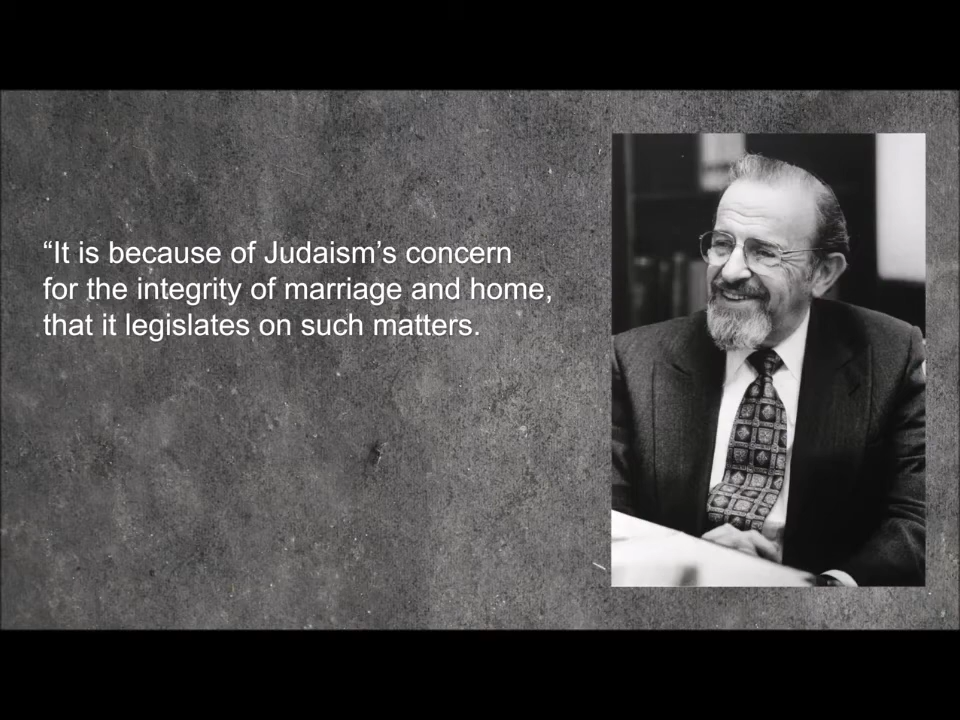 “It is because of Judaism’s concern
for the integrity of marriage and home,
that it legislates on such matters.